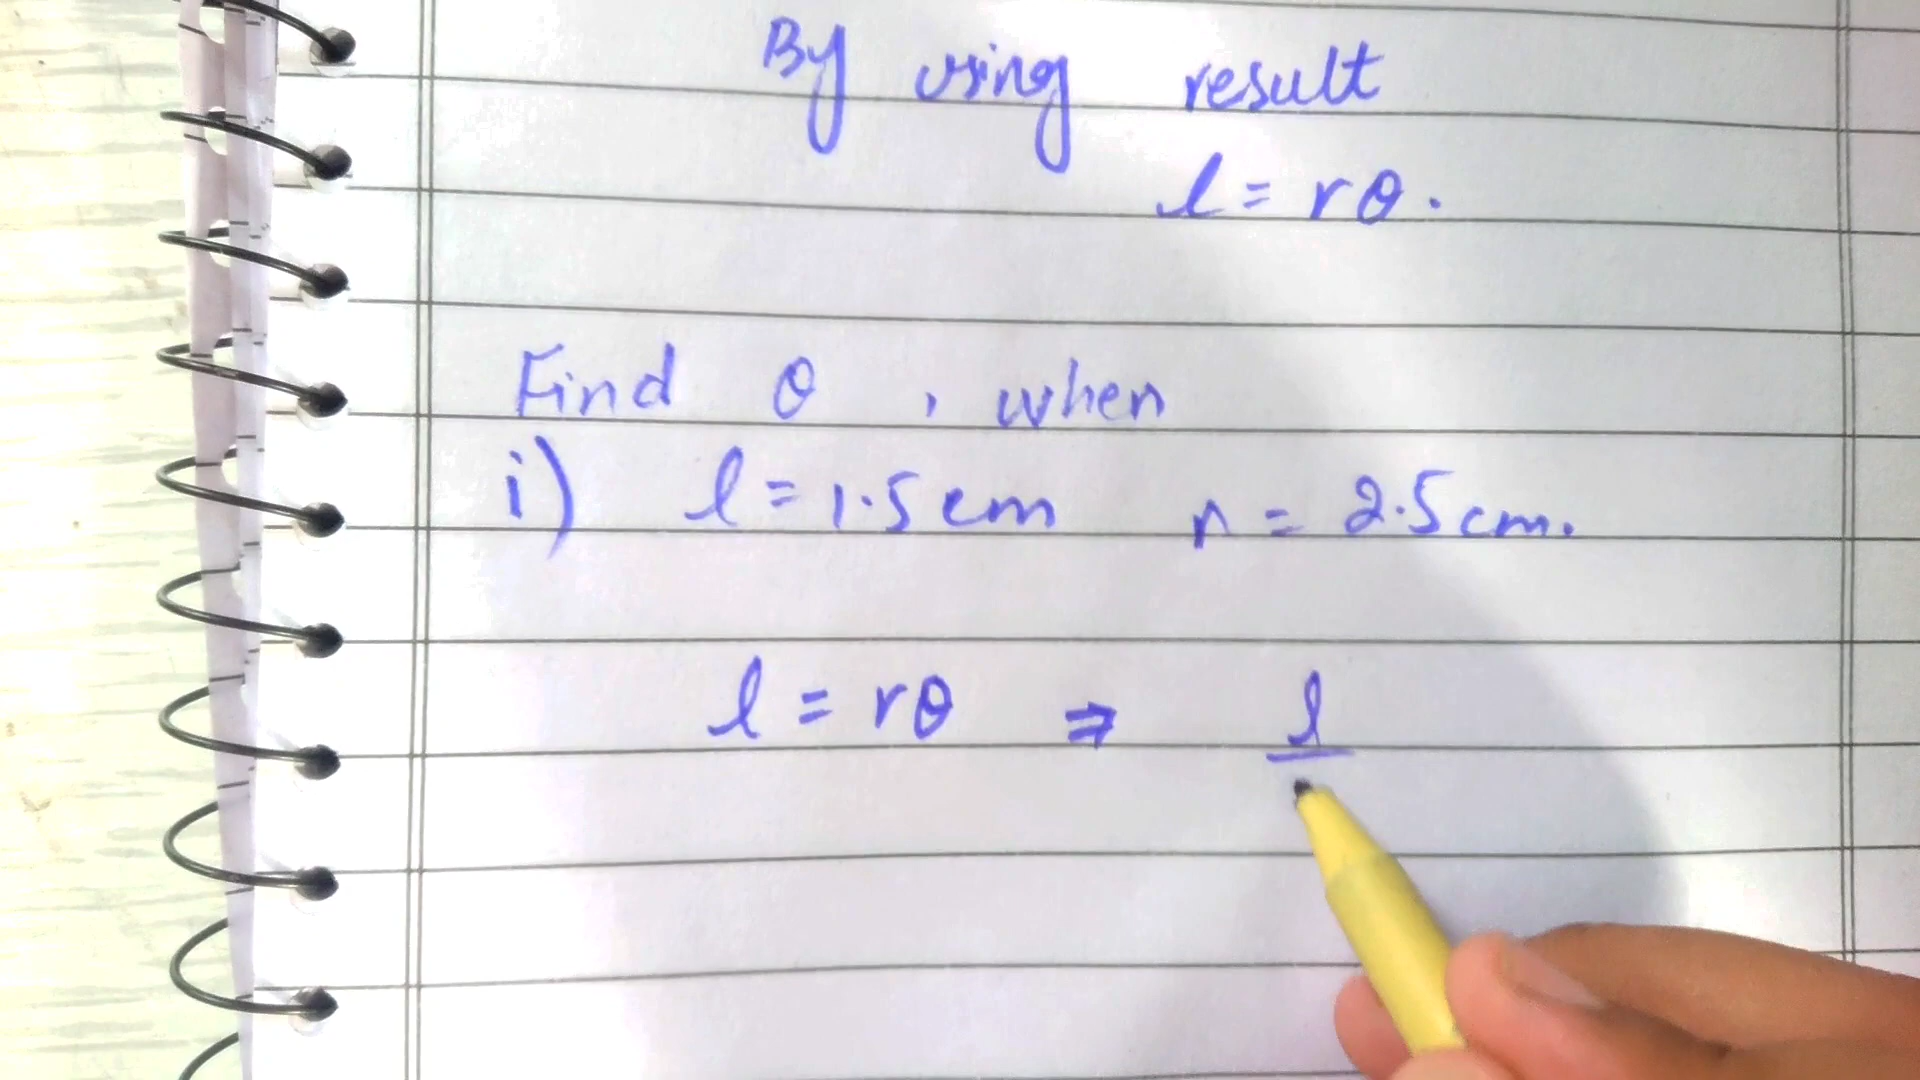 By using result
l = rθ.
Find θ, when
i) l = 1.5 cm r = 2.5 cm.
l = rθ ⇒ l